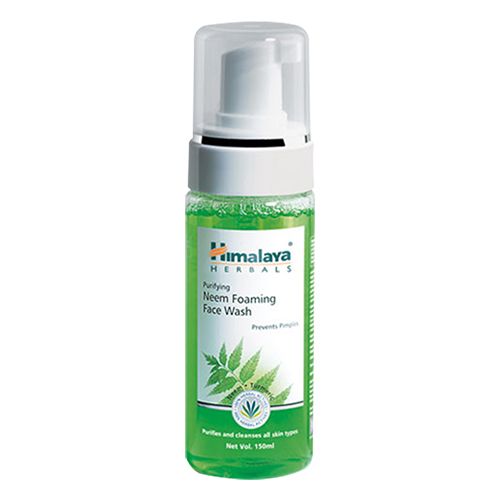 Himalaya®
HERBALS
Purifying
Neem Foaming
Face Wash
Prevents Pimples
Neem • Turmeric
Purifies and cleanses all skin types
Net Vol. 150ml